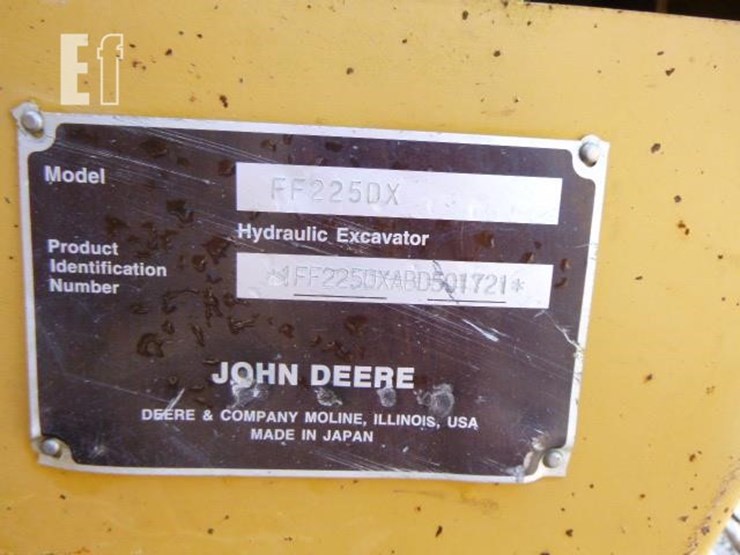 Ef
Model FF225DX
Hydraulic Excavator
Product
Identification
Number *1FF225DXABD501721*
JOHN DEERE
DEERE & COMPANY MOLINE, ILLINOIS, USA
MADE IN JAPAN